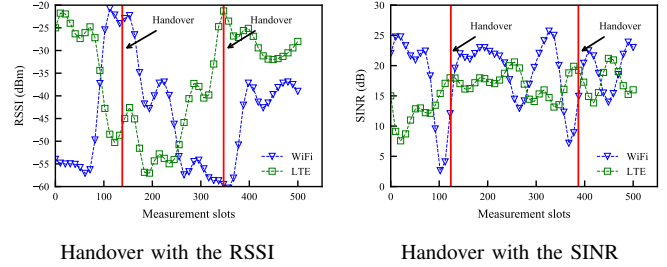 −20
−25
−30
−35
−40
−45
−50
−55
−60
RSSI (dBm)
Handover
Handover
WiFi
LTE
0
100
200
300
400
500
Measurement slots
30
25
20
15
10
5
0
SINR (dB)
Handover
Handover
WiFi
LTE
0
100
200
300
400
500
Measurement slots
Handover with the RSSI
Handover with the SINR